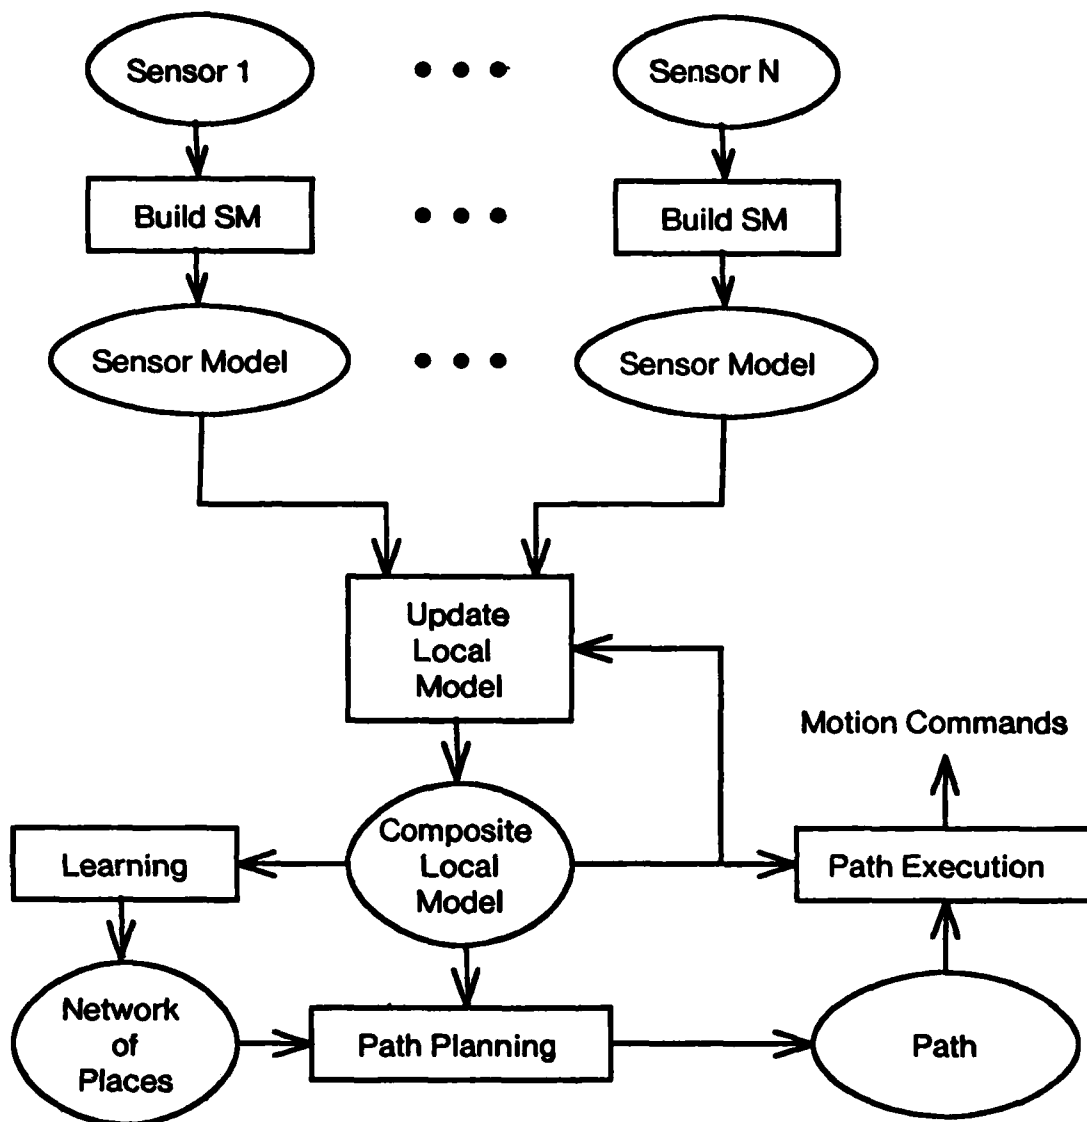 Sensor 1
Sensor N
Build SM
Build SM
Sensor Model
Sensor Model
Update
Local
Model
Motion Commands
Composite
Local
Model
Learning
Path Execution
Network
of
Places
Path Planning
Path